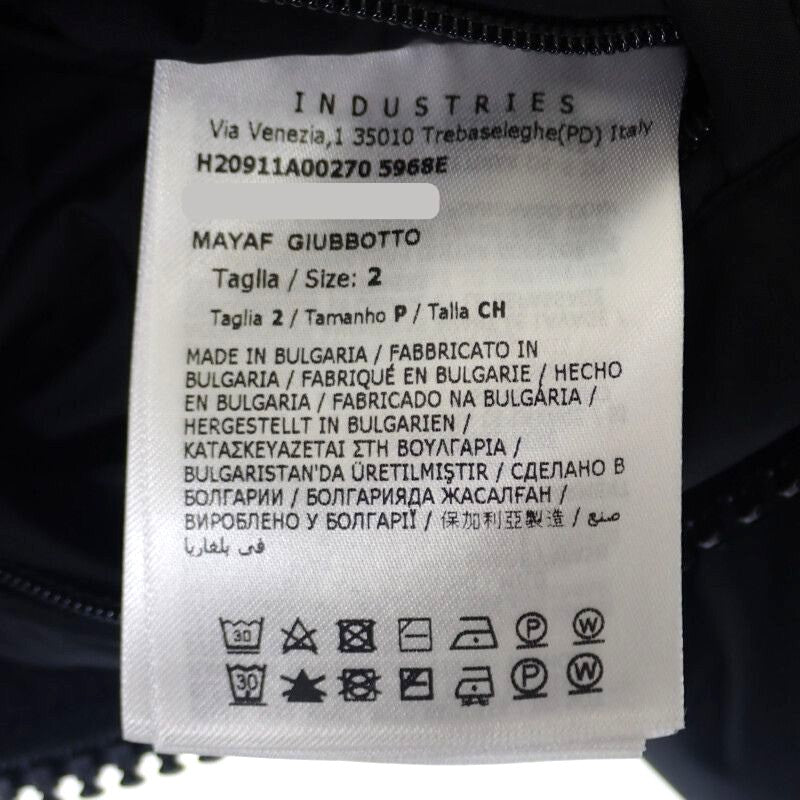 INDUSTRIES
Via Venezia,1 35010 Trebaseleghe(PD) Italy
H20911A00270 5968E
MAYAF GIUBBOTTO
Taglia / Size: 2
Taglia 2 / Tamanho P / Talla CH
MADE IN BULGARIA / FABBRICATO IN
BULGARIA / FABRIQUÉ EN BULGARIE / HECHO
EN BULGARIA / FABRICADO NA BULGÁRIA /
HERGESTELLT IN BULGARIEN /
ΚΑΤΑΣΚΕΥΑΖΕΤΑΙ ΣΤΗ ΒΟΥΛΓΑΡΙΑ /
BULGARISTAN'DA ÜRETILMIŞTIR / СДЕЛАНО В
БОЛГАРИИ / БОЛГАРИЯДА ЖАСАЛҒАН /
ВИРОБЛЕНО У БОЛГАРІЇ / 保加利亞製造 / صنع
في بلغاريا
30 P W
30 P W